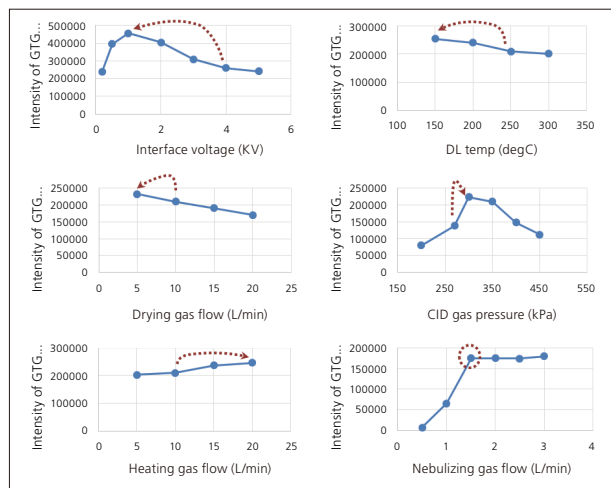 Intensity of GTG...
500000
400000
300000
200000
100000
0
0 2 4 6
Interface voltage (KV)
Intensity of GTG...
300000
200000
100000
0
100 150 200 250 300 350
DL temp (degC)
Intensity of GTG...
250000
200000
150000
100000
50000
0
0 5 10 15 20 25
Drying gas flow (L/min)
Intensity of GTG...
250000
200000
150000
100000
50000
0
150 250 350 450 550
CID gas pressure (kPa)
Intensity of GTG...
300000
200000
100000
0
0 5 10 15 20 25
Heating gas flow (L/min)
Intensity of GTG...
200000
150000
100000
50000
0
0 1 2 3 4
Nebulizing gas flow (L/min)